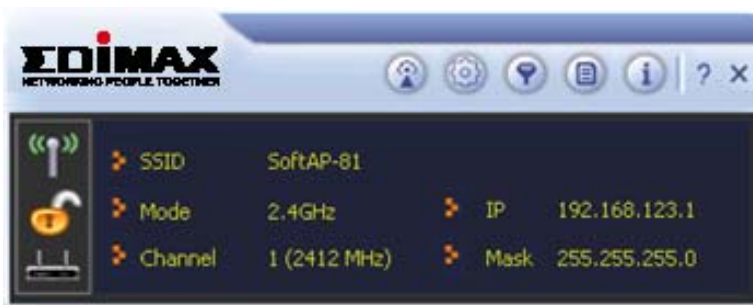 EDIMAX
NETWORKING PEOPLE TOGETHER
? ×
SSID SoftAP-81
Mode 2.4GHz IP 192.168.123.1
Channel 1 (2412 MHz) Mask 255.255.255.0